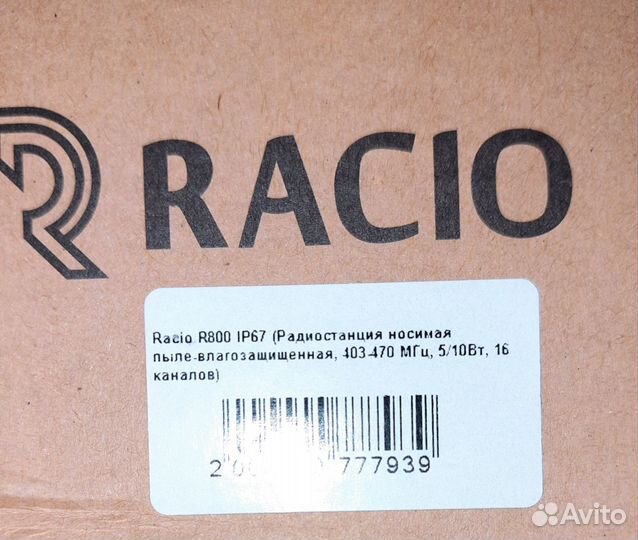 RACIO
Racio R800 IP67 (Радиостанция носимая
пыле-влагозащищенная, 403-470 МГц, 5/10Вт, 16
каналов)
777939
Avito